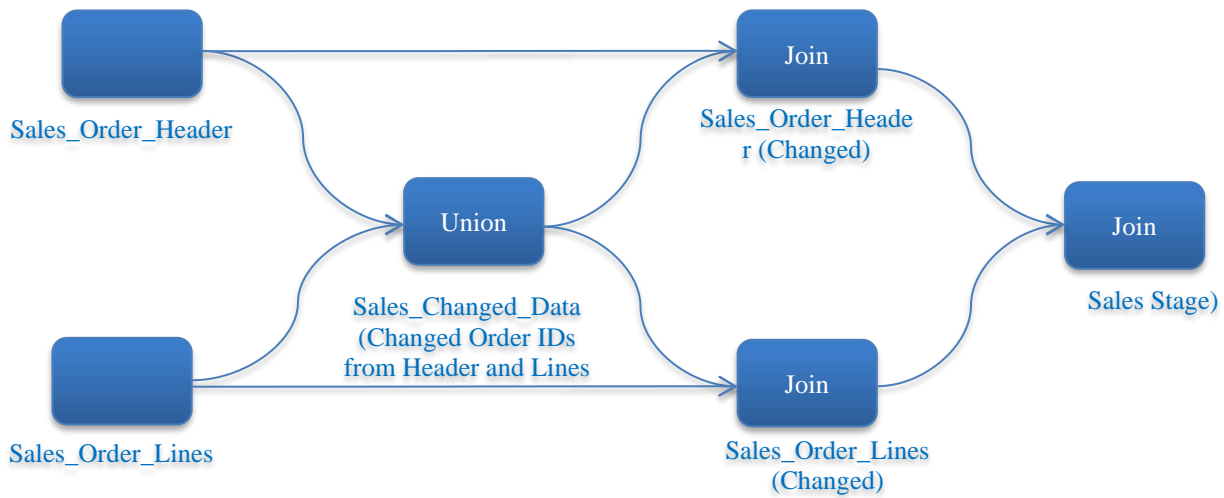 Join
Sales_Order_Header
Sales_Order_Heade
r (Changed)
Union
Join
Sales_Changed_Data
(Changed Order IDs
from Header and Lines
Sales Stage)
Join
Sales_Order_Lines
Sales_Order_Lines
(Changed)